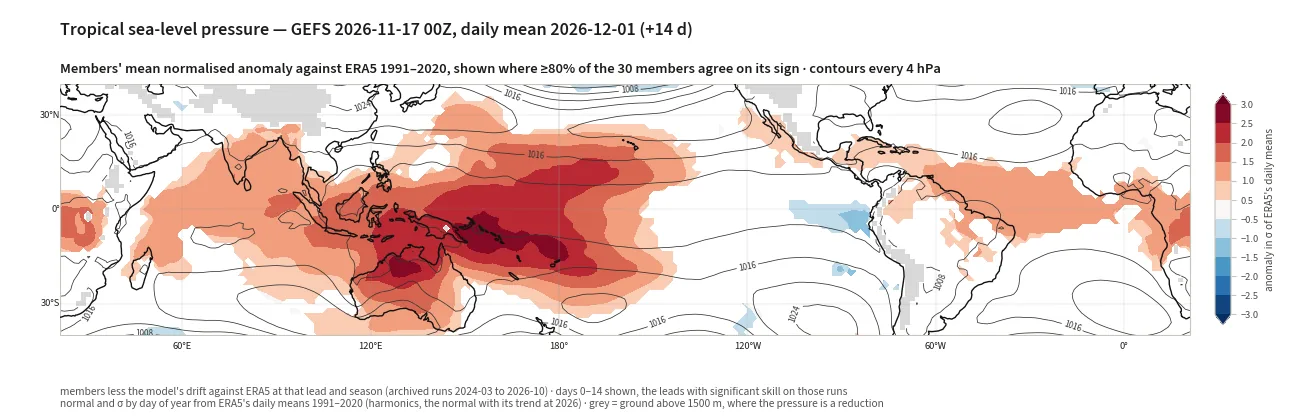 Tropical sea-level pressure — GEFS 2026-11-17 00Z, daily mean 2026-12-01 (+14 d)
Members' mean normalised anomaly against ERA5 1991–2020, shown where ≥80% of the 30 members agree on its sign · contours every 4 hPa
1024
1016
1008
1016
1016
1016
1016
1016
1008
1016
1008
1016
1016
1024
1016
30°N
0°
30°S
60°E
120°E
180°
120°W
60°W
0°
3.0
2.5
2.0
1.5
1.0
0.5
−0.5
−1.0
−1.5
−2.0
−2.5
−3.0
anomaly in σ of ERA5's daily means
members less the model's drift against ERA5 at that lead and season (archived runs 2024-03 to 2026-10) · days 0–14 shown, the leads with significant skill on those runs
normal and σ by day of year from ERA5's daily means 1991–2020 (harmonics, the normal with its trend at 2026) · grey = ground above 1500 m, where the pressure is a reduction